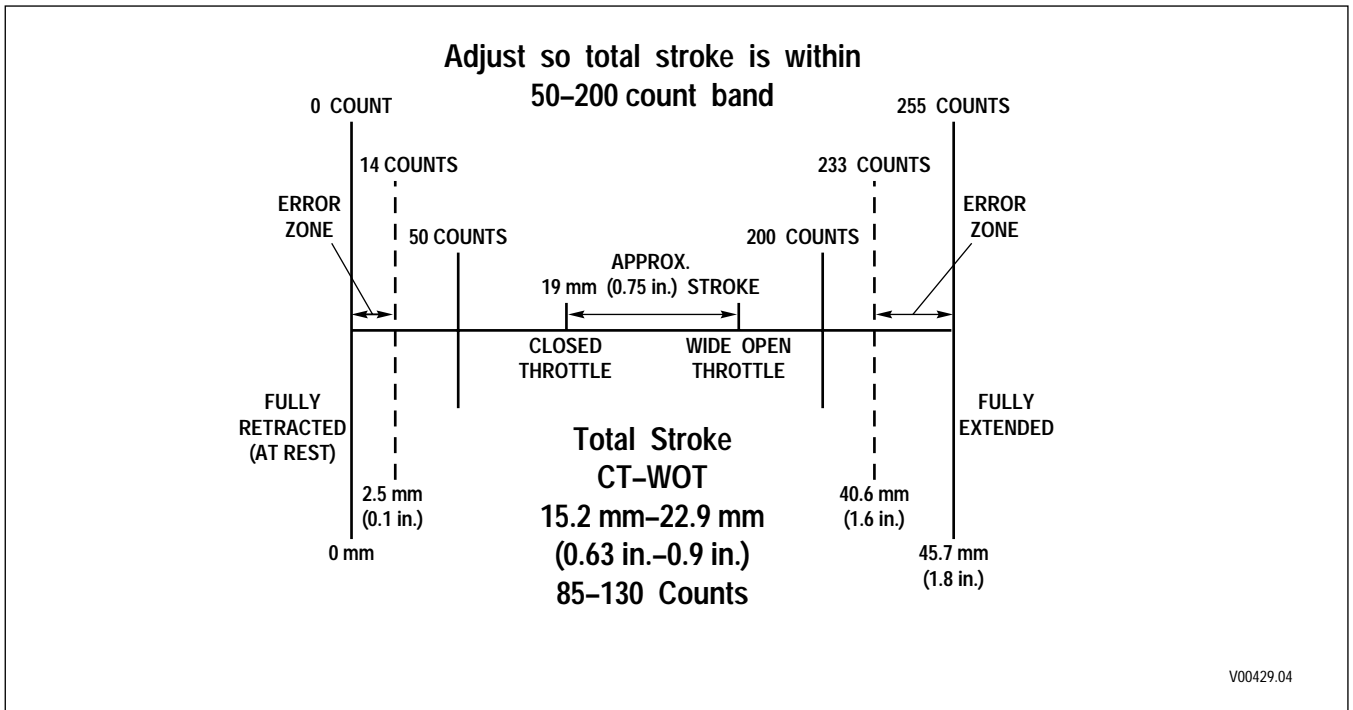 Adjust so total stroke is within
50–200 count band
0 COUNT
255 COUNTS
14 COUNTS
233 COUNTS
ERROR
ZONE
ERROR
ZONE
50 COUNTS
200 COUNTS
APPROX.
19 mm (0.75 in.) STROKE
CLOSED
THROTTLE
WIDE OPEN
THROTTLE
FULLY
RETRACTED
(AT REST)
FULLY
EXTENDED
Total Stroke
CT–WOT
15.2 mm–22.9 mm
(0.63 in.–0.9 in.)
85–130 Counts
2.5 mm
(0.1 in.)
40.6 mm
(1.6 in.)
0 mm
45.7 mm
(1.8 in.)
V00429.04